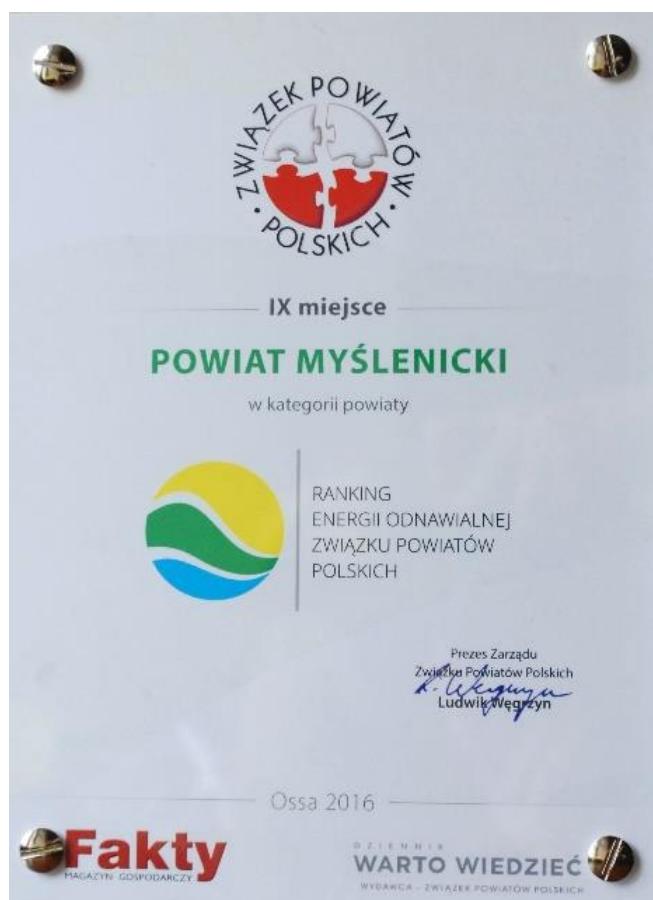 ZWIĄZEK POWIATÓW
• POLSKICH •
IX miejsce
POWIAT MYŚLENICKI
w kategorii powiaty
RANKING
ENERGII ODNAWIALNEJ
ZWIĄZKU POWIATÓW
POLSKICH
Prezes Zarządu
Związku Powiatów Polskich
Ludwik Węgrzyn
Ossa 2016
Fakty
MAGAZYN GOSPODARCZY
DZIENNIK
WARTO WIEDZIEĆ
WYDAWCA - ZWIĄZEK POWIATÓW POLSKICH